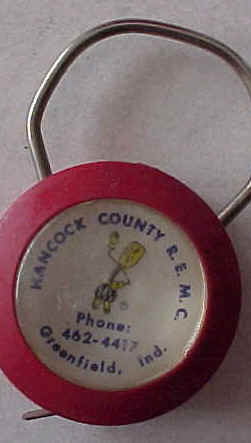 HANCOCK COUNTY R.E.M.C.
Phone:
462-4417
Greenfield, Ind.